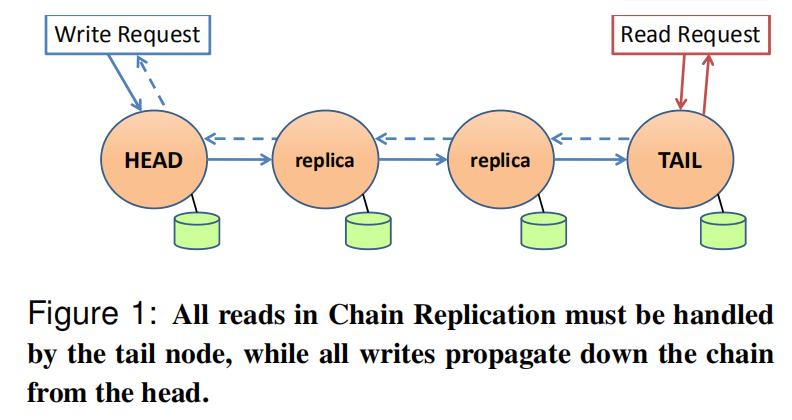 Write Request
Read Request
HEAD
replica
replica
TAIL
Figure 1: All reads in Chain Replication must be handled
by the tail node, while all writes propagate down the chain
from the head.